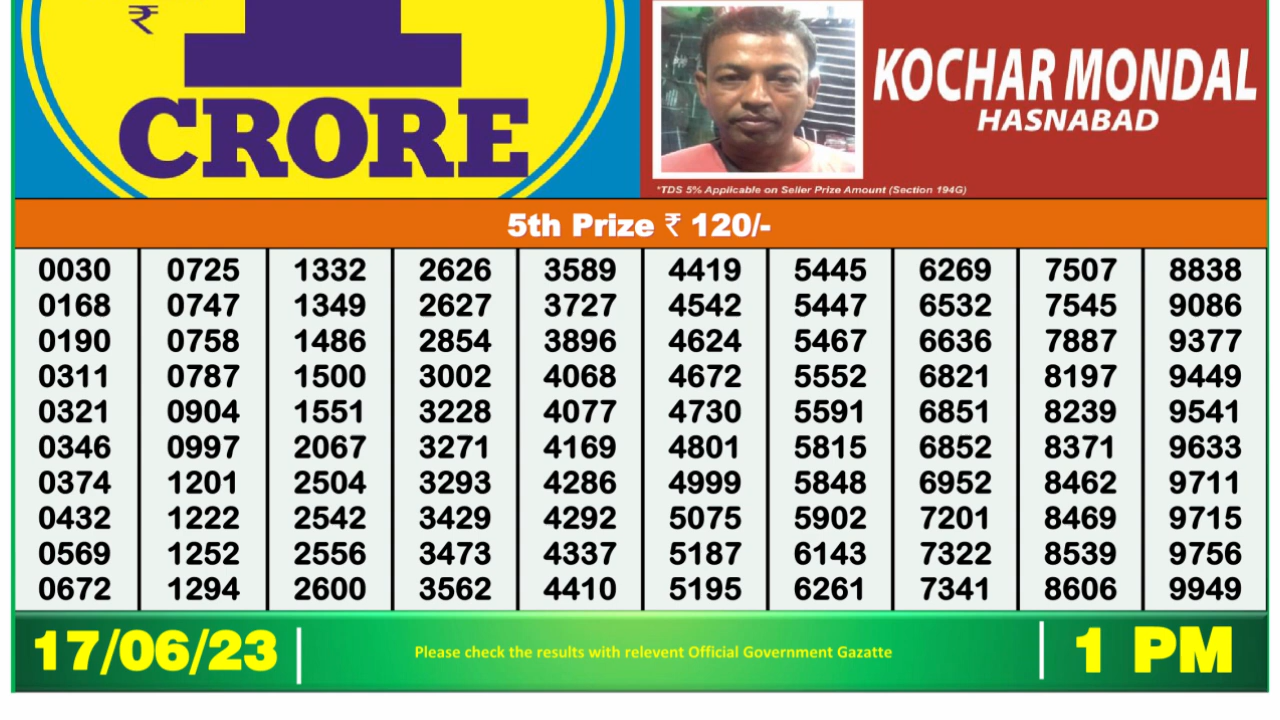 ₹
1
CRORE
KOCHAR MONDAL
HASNABAD
*TDS 5% Applicable on Seller Prize Amount (Section 194G)
5th Prize ₹ 120/-
0030 0725 1332 2626 3589 4419 5445 6269 7507 8838
0168 0747 1349 2627 3727 4542 5447 6532 7545 9086
0190 0758 1486 2854 3896 4624 5467 6636 7887 9377
0311 0787 1500 3002 4068 4672 5552 6821 8197 9449
0321 0904 1551 3228 4077 4730 5591 6851 8239 9541
0346 0997 2067 3271 4169 4801 5815 6852 8371 9633
0374 1201 2504 3293 4286 4999 5848 6952 8462 9711
0432 1222 2542 3429 4292 5075 5902 7201 8469 9715
0569 1252 2556 3473 4337 5187 6143 7322 8539 9756
0672 1294 2600 3562 4410 5195 6261 7341 8606 9949
17/06/23
Please check the results with relevent Official Government Gazatte
1 PM